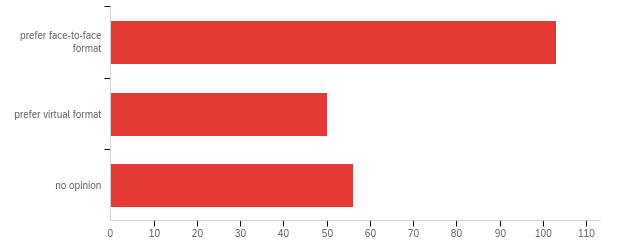 prefer face-to-face
format
prefer virtual format
no opinion
0 10 20 30 40 50 60 70 80 90 100 110